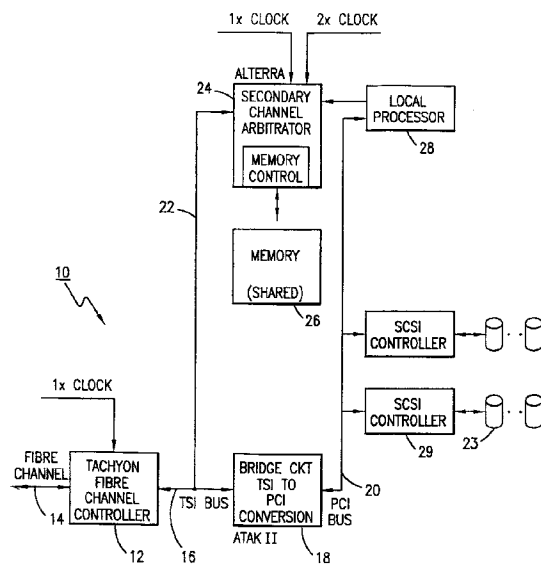 1x CLOCK
2x CLOCK
ALTERRA
24
SECONDARY
CHANNEL
ARBITRATOR
MEMORY
CONTROL
LOCAL
PROCESSOR
28
22
MEMORY
(SHARED)
26
10
SCSI
CONTROLLER
1x CLOCK
SCSI
CONTROLLER
29
23
FIBRE
CHANNEL
14
TACHYON
FIBRE
CHANNEL
CONTROLLER
12
16
TSI BUS
BRIDGE CKT
TSI TO
PCI
CONVERSION
ATAK II
18
PCI
BUS
20